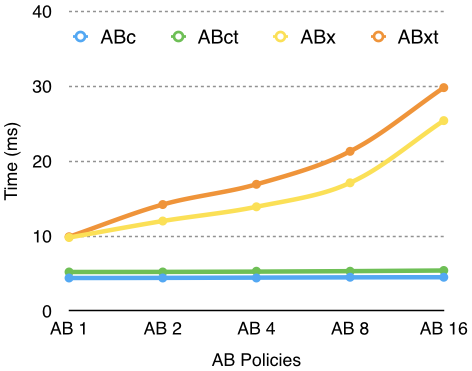 40
ABc ABct ABx ABxt
30
20
10
0
Time (ms)
AB 1 AB 2 AB 4 AB 8 AB 16
AB Policies